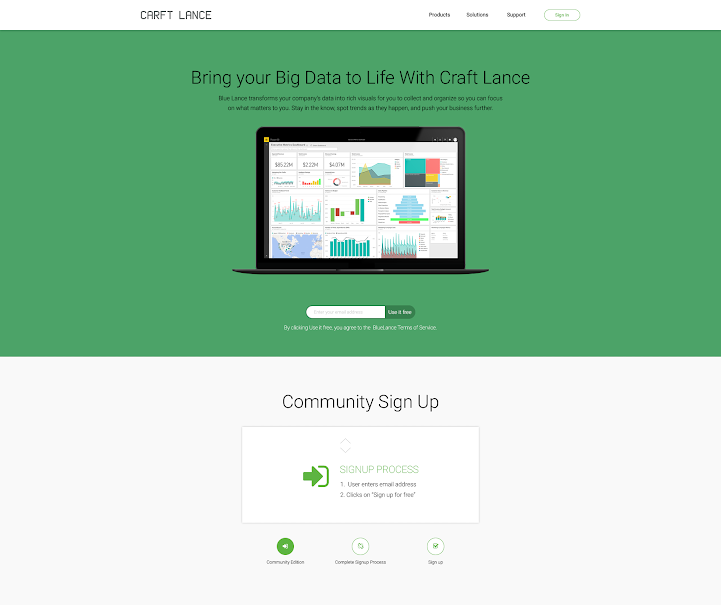 CARFT LANCE
Products Solutions Support Sign In
Bring your Big Data to Life With Craft Lance
Blue Lance transforms your company's data into rich visuals for you to collect and organize so you can focus
on what matters to you. Stay in the know, spot trends as they happen, and push your business further.
$85.22M $2.22M $4.07M
Enter your email address Use it free
By clicking Use it free, you agree to the BlueLance Terms of Service.
Community Sign Up
SIGNUP PROCESS
1. User enters email address
2. Clicks on "Sign up for free"
Community Edition Complete Signup Process Sign up